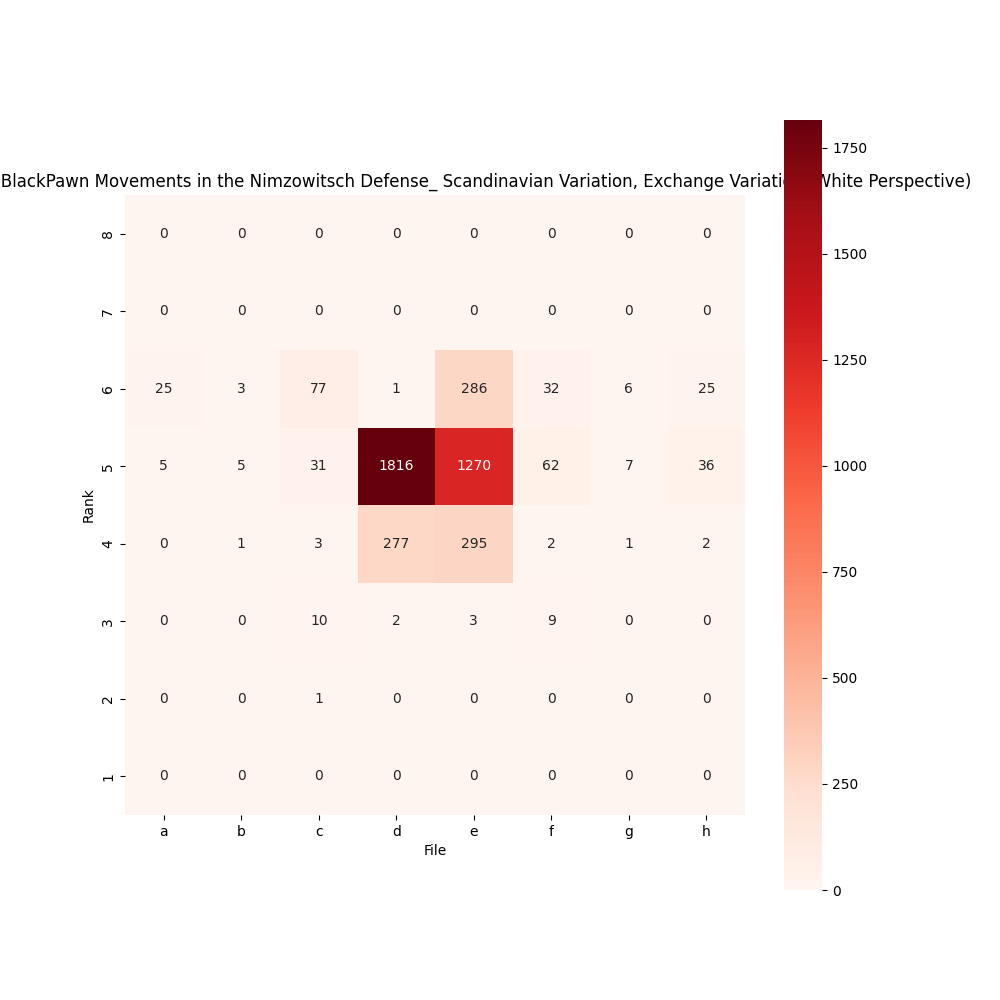 BlackPawn Movements in the Nimzowitsch Defense_ Scandinavian Variation, Exchange Variati White Perspective)
8 0 0 0 0 0 0 0 0
7 0 0 0 0 0 0 0 0
6 25 3 77 1 286 32 6 25
5 5 5 31 1816 1270 62 7 36
Rank
4 0 1 3 277 295 2 1 2
3 0 0 10 2 3 9 0 0
2 0 0 1 0 0 0 0 0
1 0 0 0 0 0 0 0 0
a b c d e f g h
File
1750
1500
1250
1000
750
500
250
0